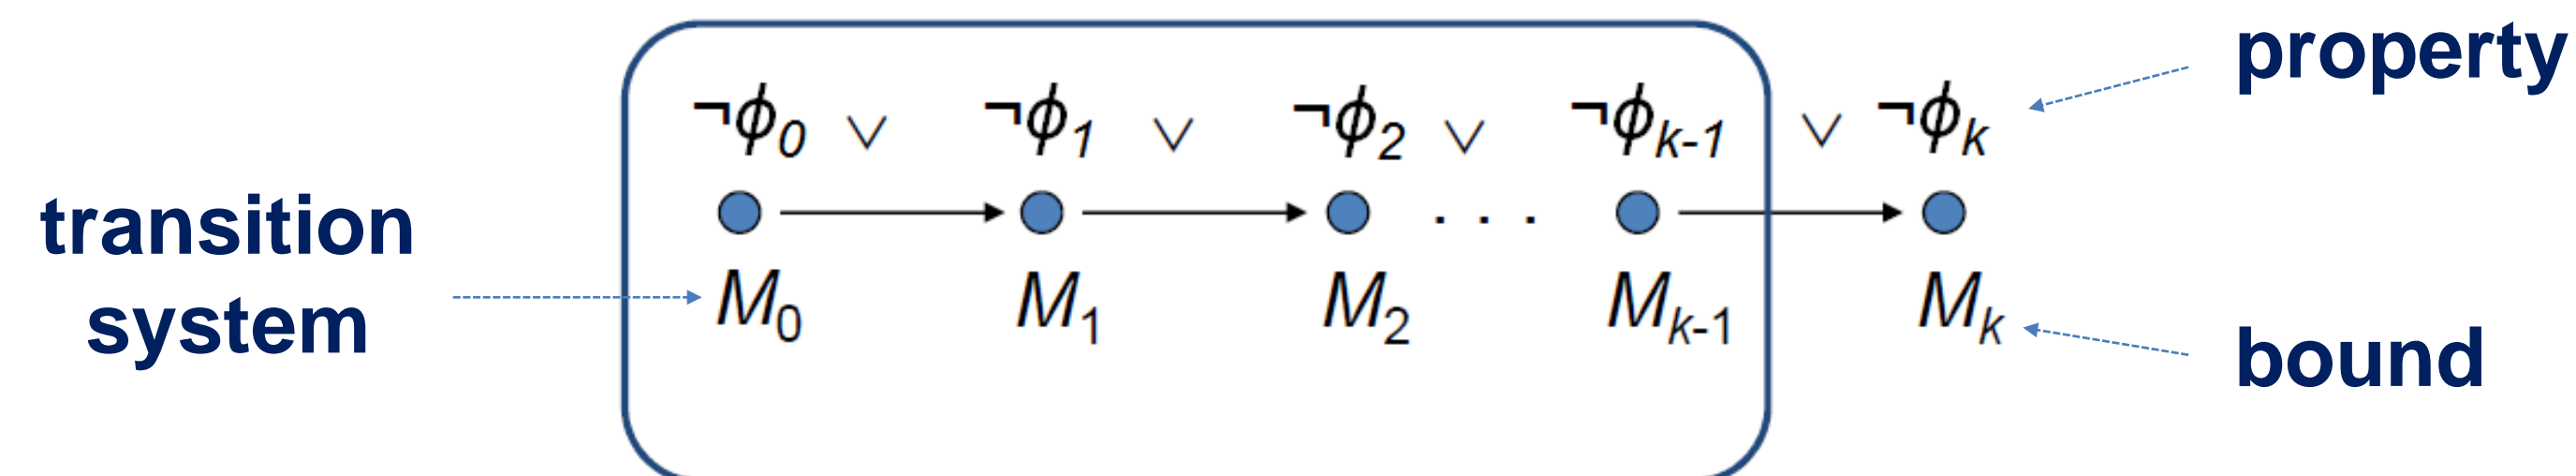 property
¬ϕ0 ∨ ¬ϕ1 ∨ ¬ϕ2 ∨ ¬ϕk-1 ∨ ¬ϕk
transition
system
. . .
M0 M1 M2 Mk-1 Mk
bound